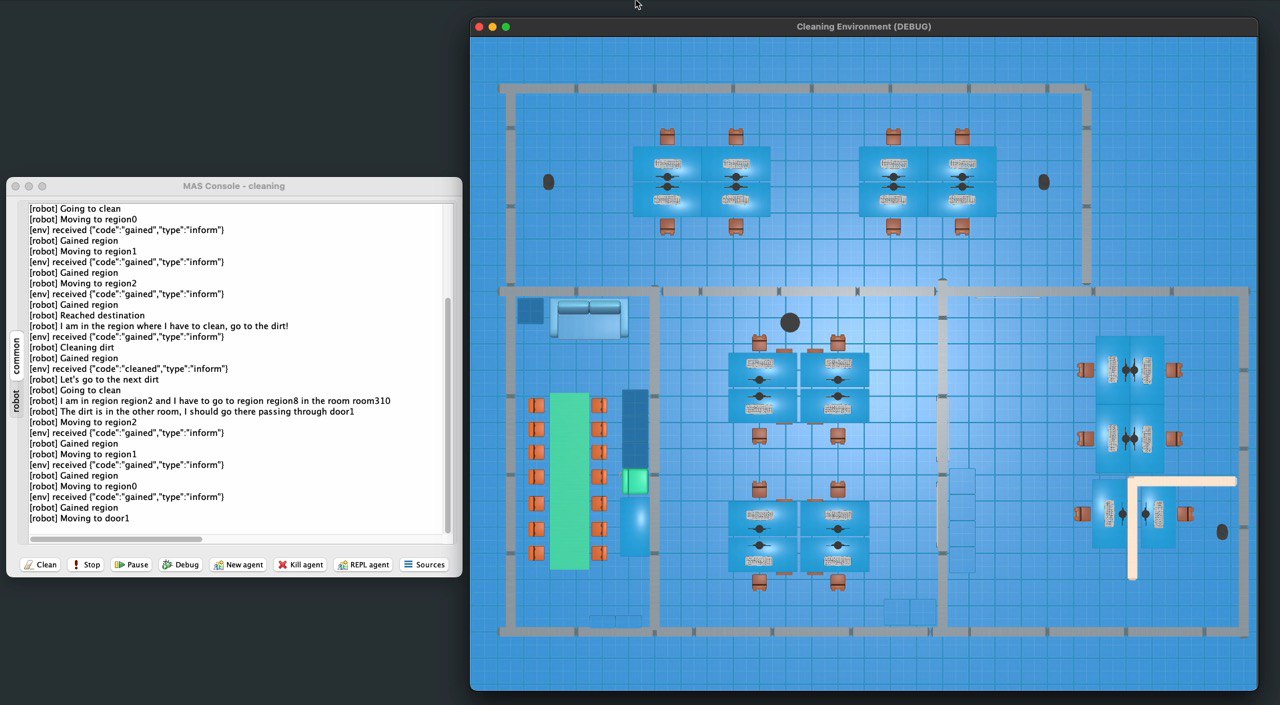 Cleaning Environment (DEBUG)
MAS Console - cleaning
common
robot
[robot] Going to clean
[robot] Moving to region0
[env] received {"code":"gained","type":"inform"}
[robot] Gained region
[robot] Moving to region1
[env] received {"code":"gained","type":"inform"}
[robot] Gained region
[robot] Moving to region2
[env] received {"code":"gained","type":"inform"}
[robot] Gained region
[robot] Reached destination
[robot] I am in the region where I have to clean, go to the dirt!
[env] received {"code":"gained","type":"inform"}
[robot] Cleaning dirt
[robot] Gained region
[env] received {"code":"cleaned","type":"inform"}
[robot] Let's go to the next dirt
[robot] Going to clean
[robot] I am in region region2 and I have to go to region region8 in the room room310
[robot] The dirt is in the other room, I should go there passing through door1
[robot] Moving to region2
[env] received {"code":"gained","type":"inform"}
[robot] Gained region
[robot] Moving to region1
[env] received {"code":"gained","type":"inform"}
[robot] Gained region
[robot] Moving to region0
[env] received {"code":"gained","type":"inform"}
[robot] Gained region
[robot] Moving to door1
Clean
Stop
Pause
Debug
New agent
Kill agent
REPL agent
Sources